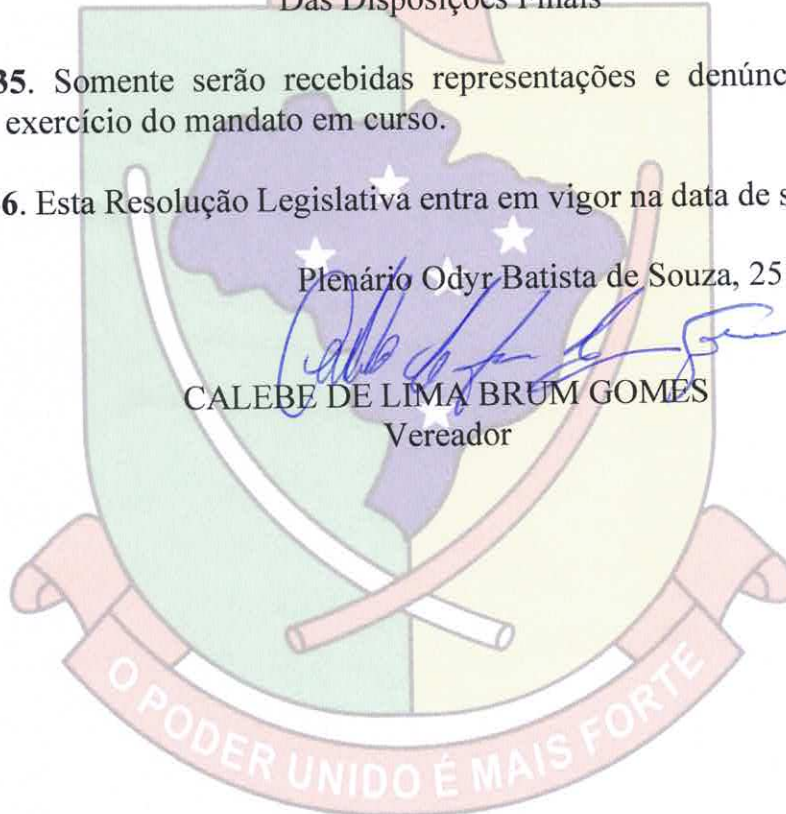 Das Disposições Finais
35. Somente serão recebidas representações e denúnc
exercício do mandato em curso.
6. Esta Resolução Legislativa entra em vigor na data de s
Plenário Odyr Batista de Souza, 25
CALEBE DE LIMA BRUM GOMES
Vereador
O PODER UNIDO É MAIS FORTE